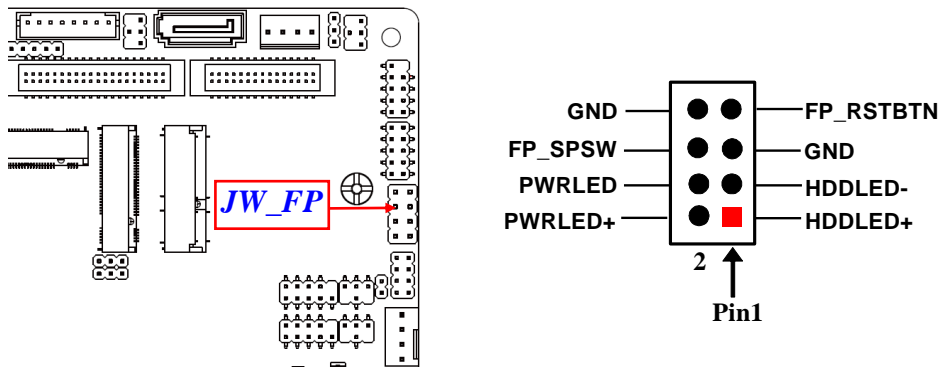 JW_FP
GND FP_RSTBTN
FP_SPSW GND
PWRLED HDDLED-
PWRLED+ HDDLED+
2
Pin1